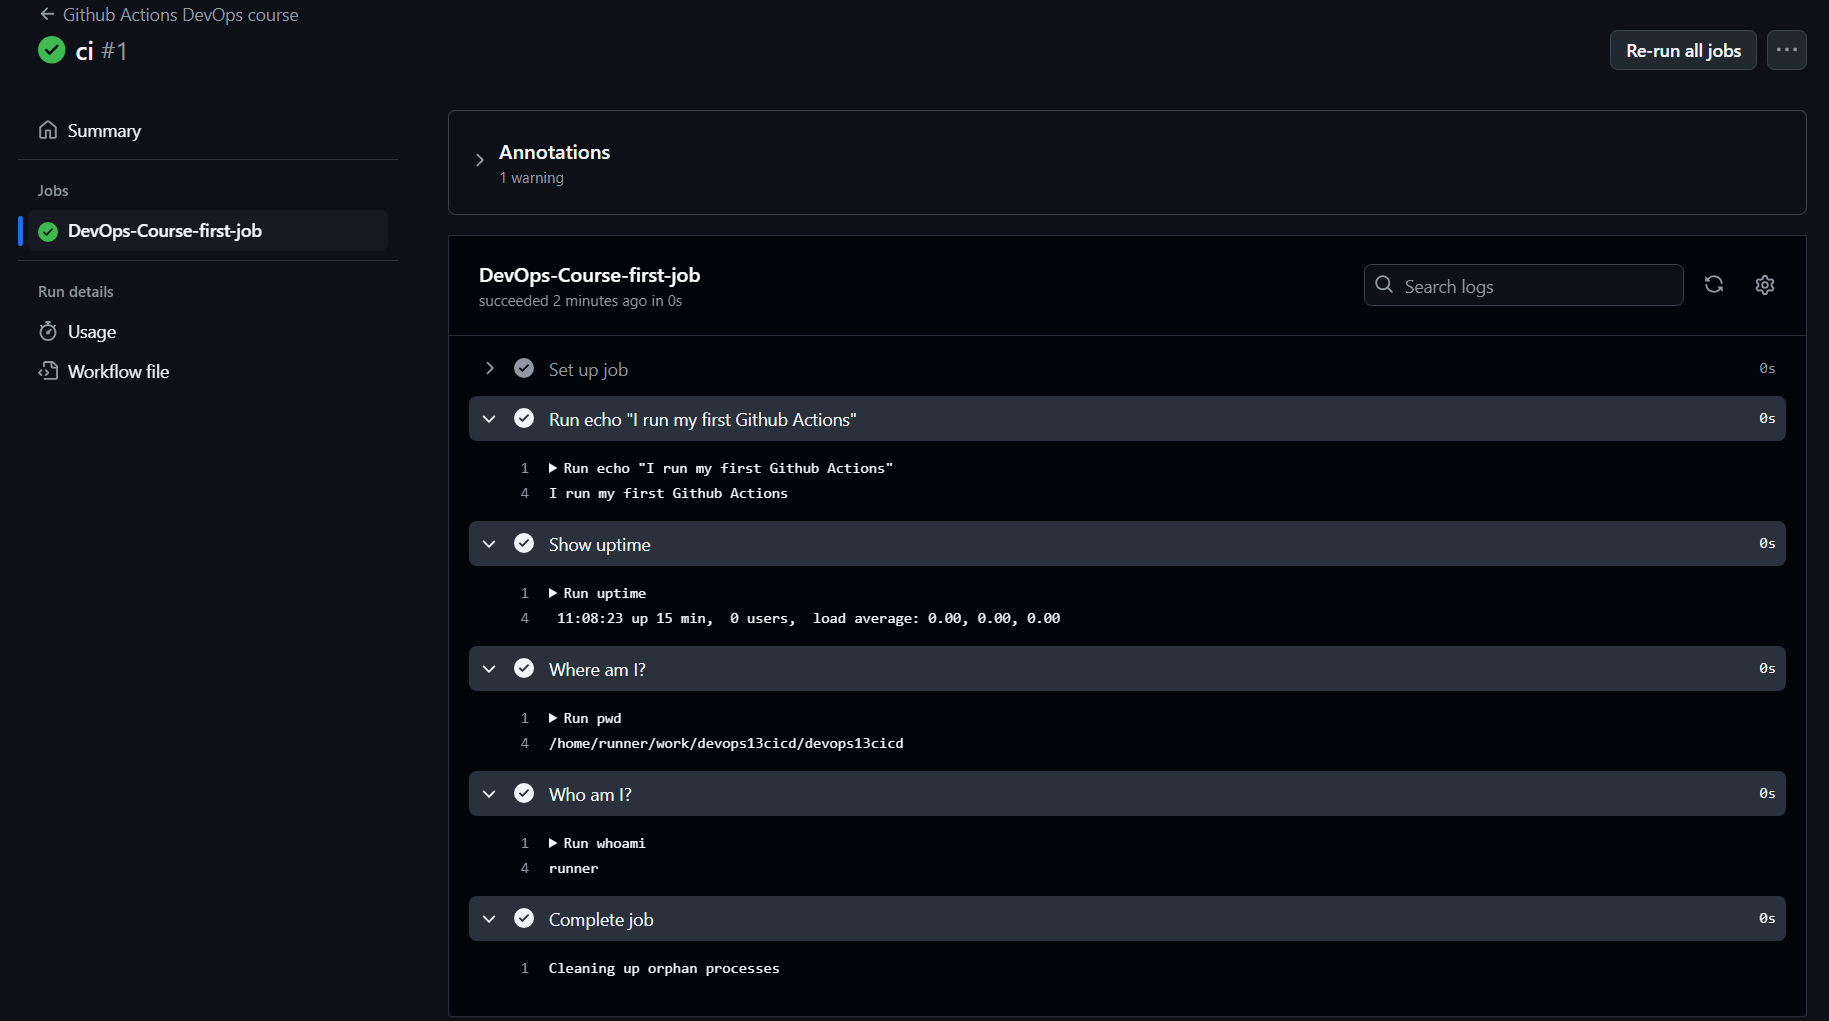 Github Actions DevOps course
ci #1
Re-run all jobs
Summary
Jobs
DevOps-Course-first-job
Run details
Usage
Workflow file
Annotations
1 warning
DevOps-Course-first-job
succeeded 2 minutes ago in 0s
Search logs
Set up job 0s
Run echo "I run my first Github Actions" 0s
1 Run echo "I run my first Github Actions"
4 I run my first Github Actions
Show uptime 0s
1 Run uptime
4 11:08:23 up 15 min, 0 users, load average: 0.00, 0.00, 0.00
Where am I? 0s
1 Run pwd
4 /home/runner/work/devops13cicd/devops13cicd
Who am I? 0s
1 Run whoami
4 runner
Complete job 0s
1 Cleaning up orphan processes